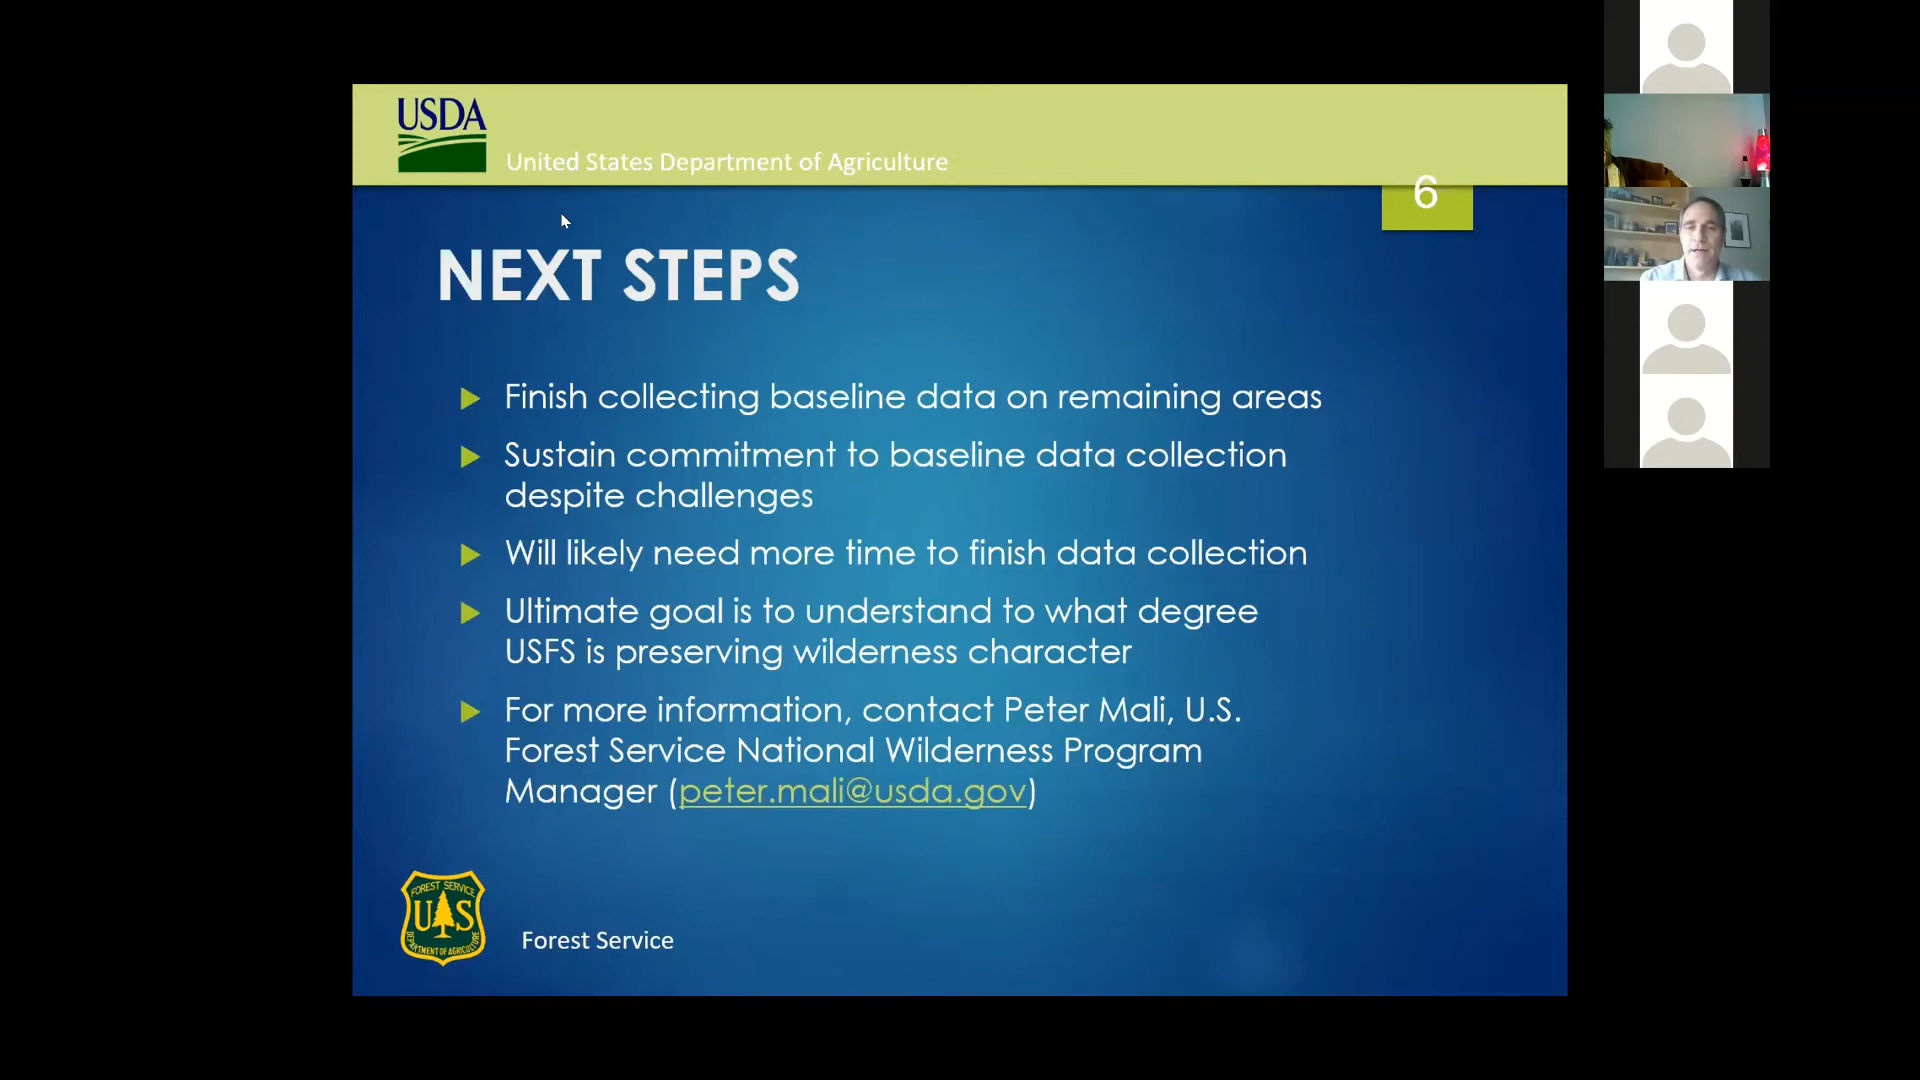 USDA
United States Department of Agriculture
6
NEXT STEPS
Finish collecting baseline data on remaining areas
Sustain commitment to baseline data collection
despite challenges
Will likely need more time to finish data collection
Ultimate goal is to understand to what degree
USFS is preserving wilderness character
For more information, contact Peter Mali, U.S.
Forest Service National Wilderness Program
Manager (peter.mali@usda.gov)
FOREST SERVICE
U S
DEPARTMENT OF AGRICULTURE
Forest Service